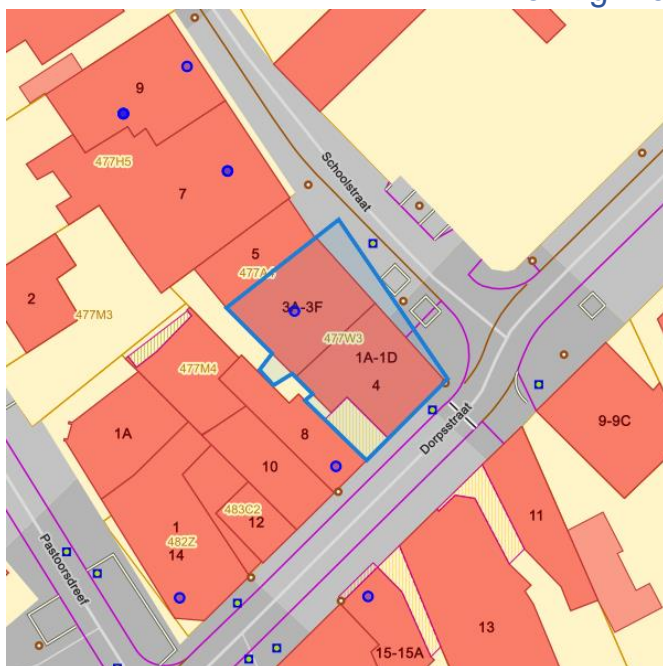 9
477H5
7
Schoolstraat
5
3A-3F
2
477M3
477W3
477M4
1A-1D
4
1A
8
Dorpsstraat
9-9C
10
483C2
12
1
482Z
14
11
Pastoorsdreef
13
15-15A